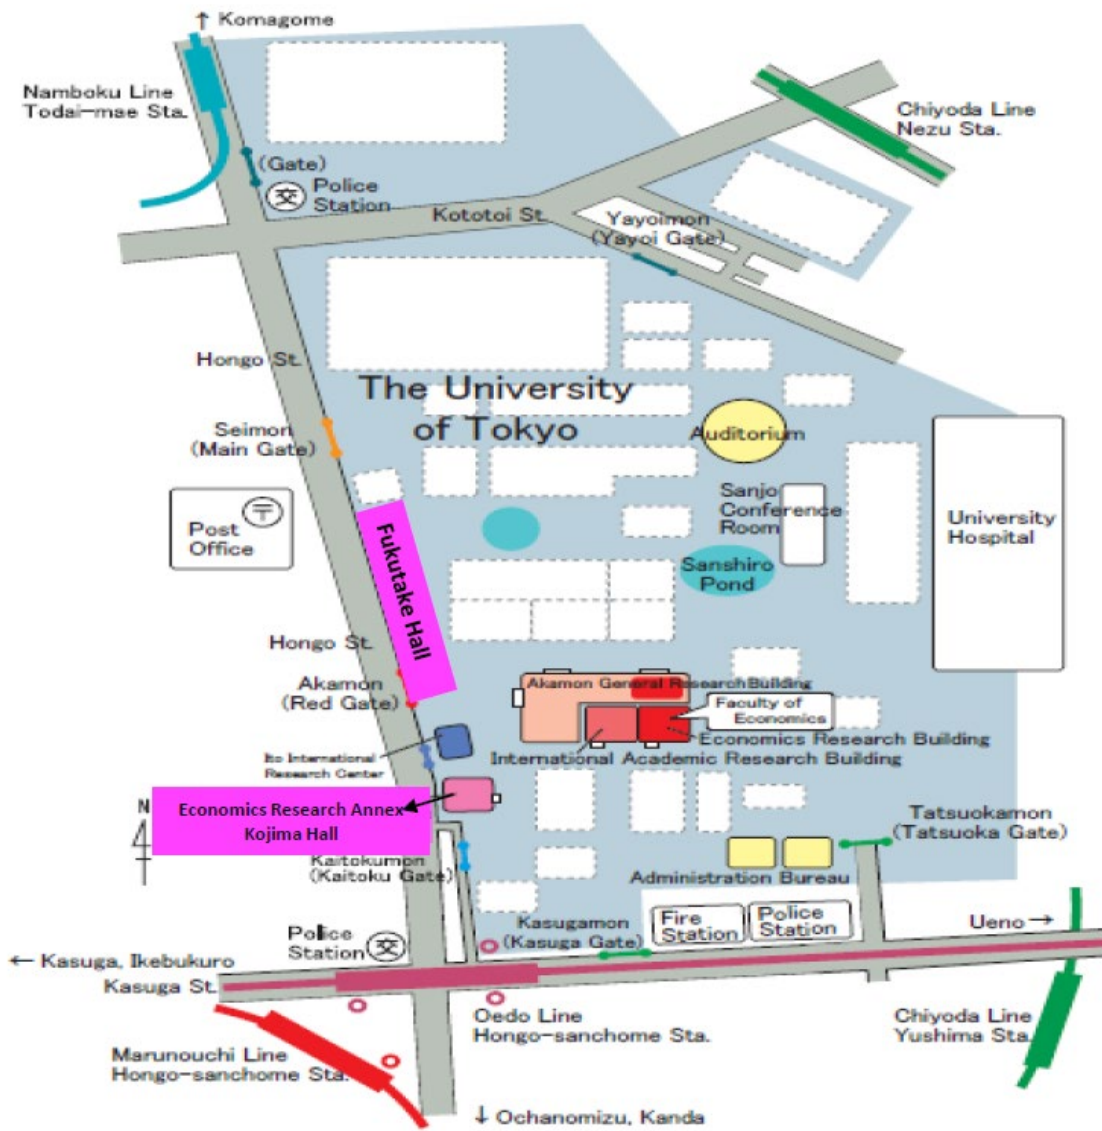 ↑ Komagome
Namboku Line
Todai-mae Sta.
Chiyoda Line
Nezu Sta.
(Gate)
交
Police
Station
Kototoi St.
Yayoimon
(Yayoi Gate)
Hongo St.
The University
of Tokyo
Seimon
(Main Gate)
Auditorium
Post
Office
〒
Sanjo
Conference
Room
University
Hospital
Fukutake Hall
Sanshiro
Pond
Hongo St.
Akamon
(Red Gate)
Akamon General Research Building
Faculty of
Economics
Economics Research Building
International Academic Research Building
Ito International
Research Center
N
Economics Research Annex
Kojima Hall
Tatsuokamon
(Tatsuoka Gate)
Kaitokumon
(Kaitoku Gate)
Administration Bureau
Kasugamon
(Kasuga Gate)
Fire
Station
Police
Station
Ueno →
Police
Station
交
← Kasuga, Ikebukuro
Kasuga St.
Oedo Line
Hongo-sanchome Sta.
Chiyoda Line
Yushima Sta.
Marunouchi Line
Hongo-sanchome Sta.
↓ Ochanomizu, Kanda